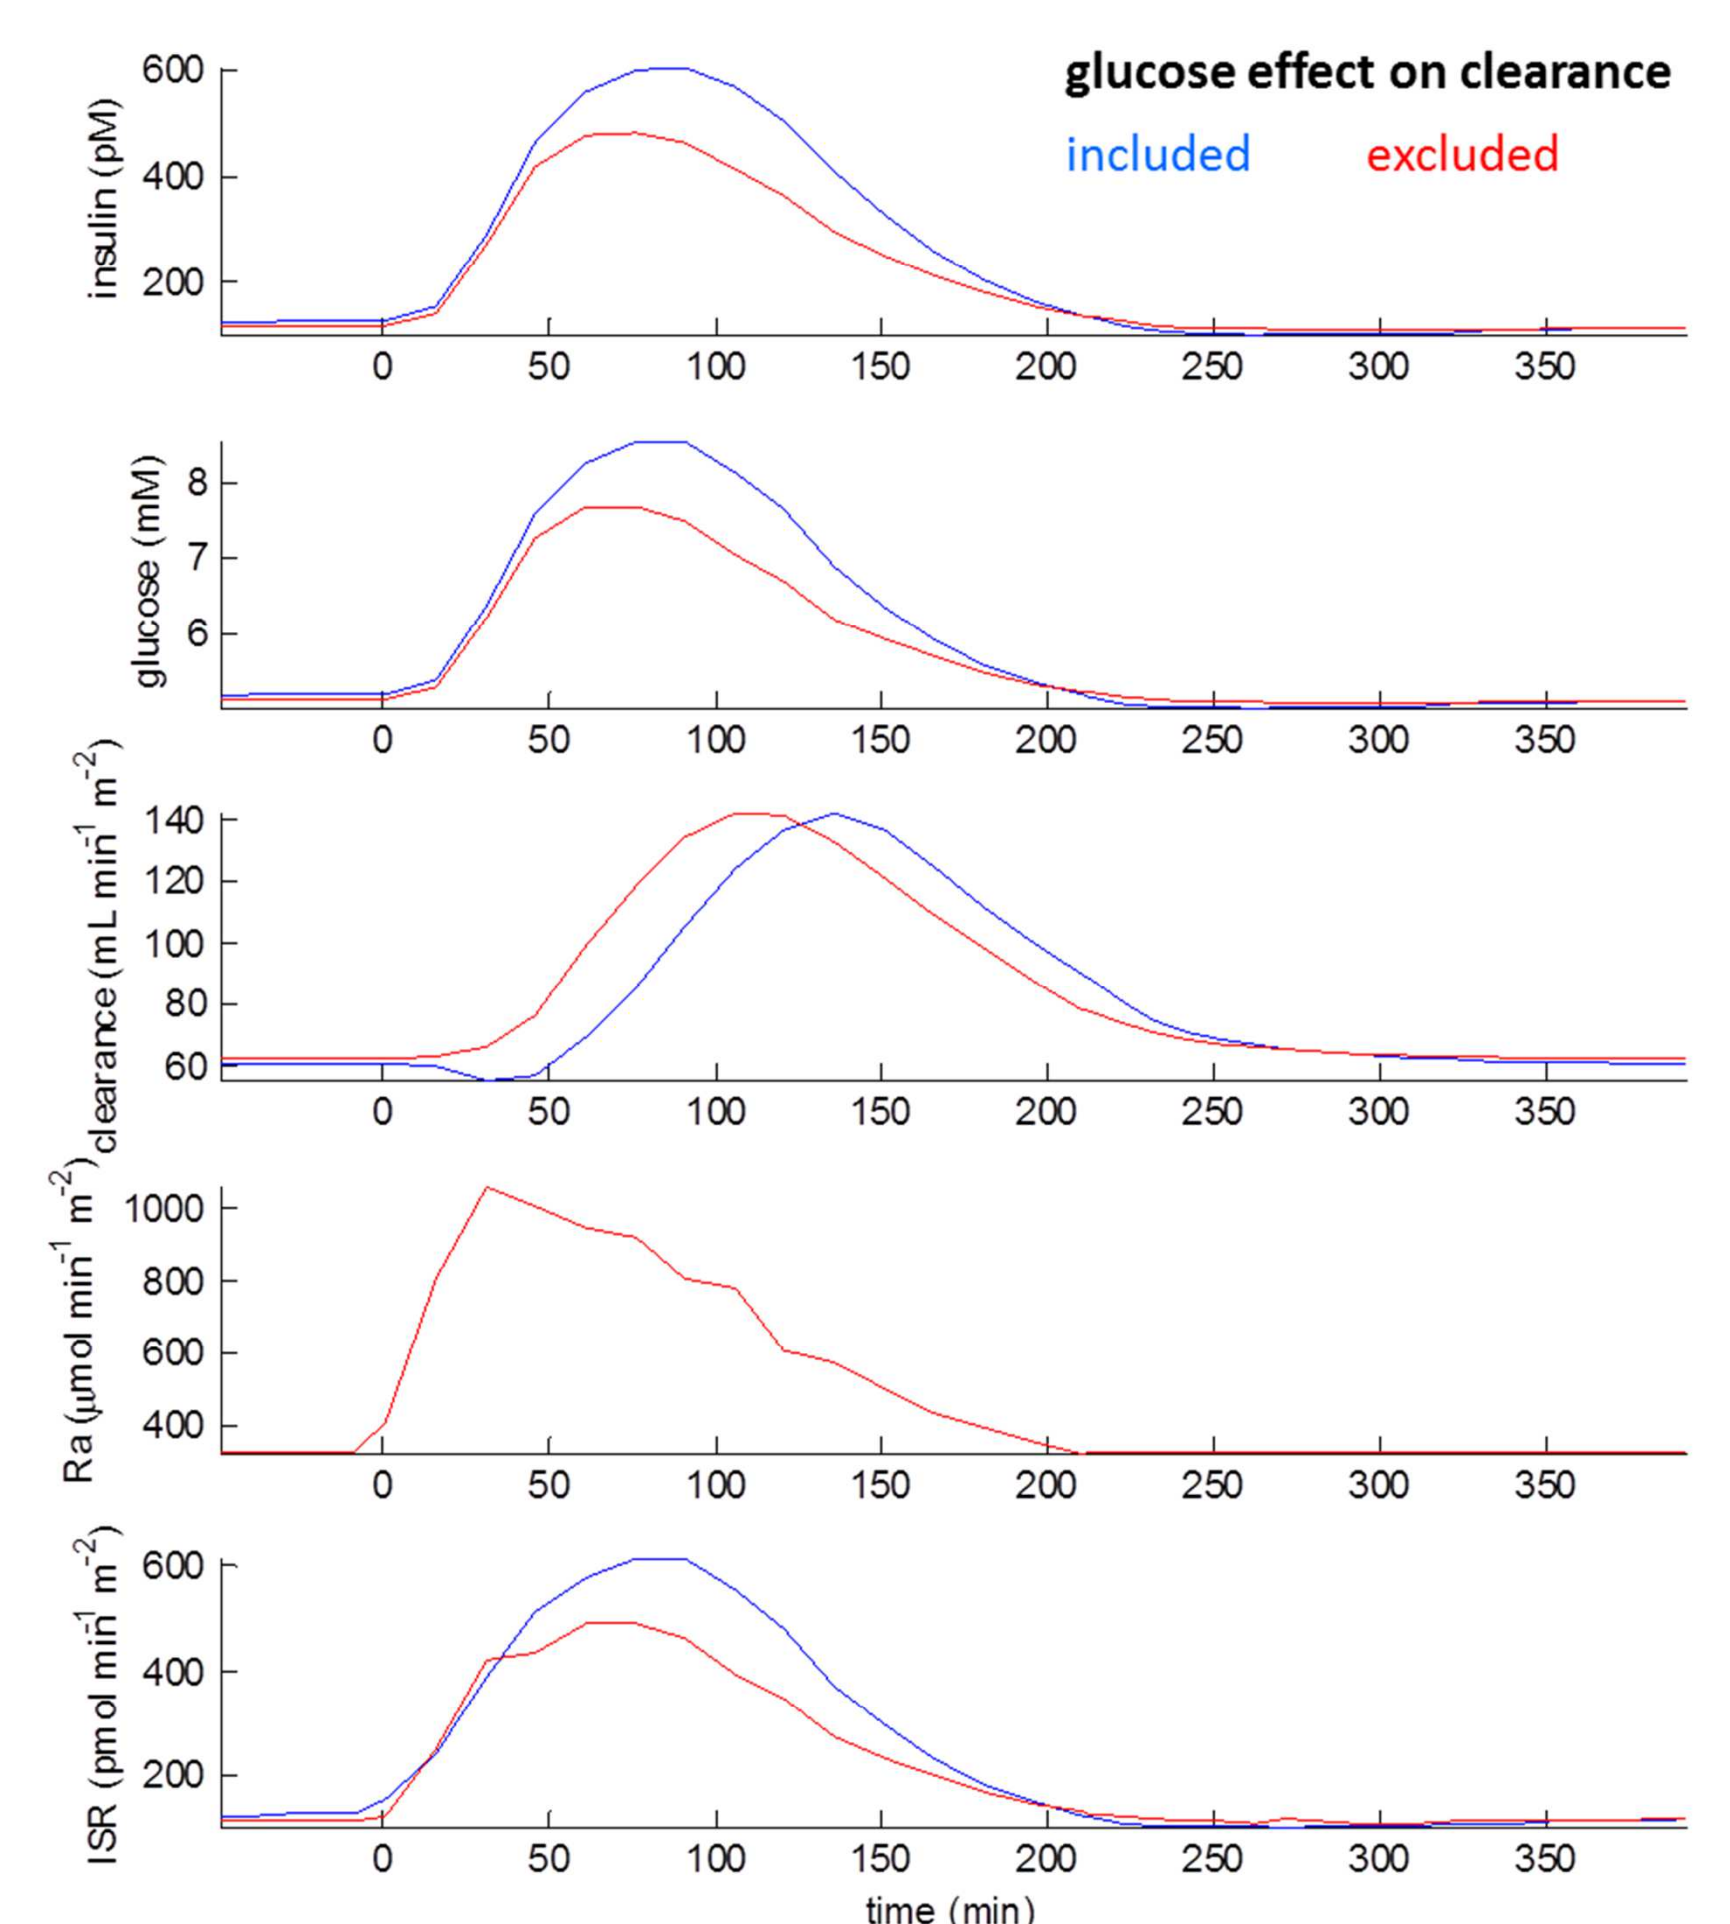 glucose effect on clearance
included excluded
insulin (pM)
600
400
200
0 50 100 150 200 250 300 350
glucose (mM)
8
7
6
0 50 100 150 200 250 300 350
clearance (mL min⁻¹ m⁻²)
140
120
100
80
60
0 50 100 150 200 250 300 350
Ra (μmol min⁻¹ m⁻²)
1000
800
600
400
0 50 100 150 200 250 300 350
ISR (pmol min⁻¹ m⁻²)
600
400
200
0 50 100 150 200 250 300 350
time (min)